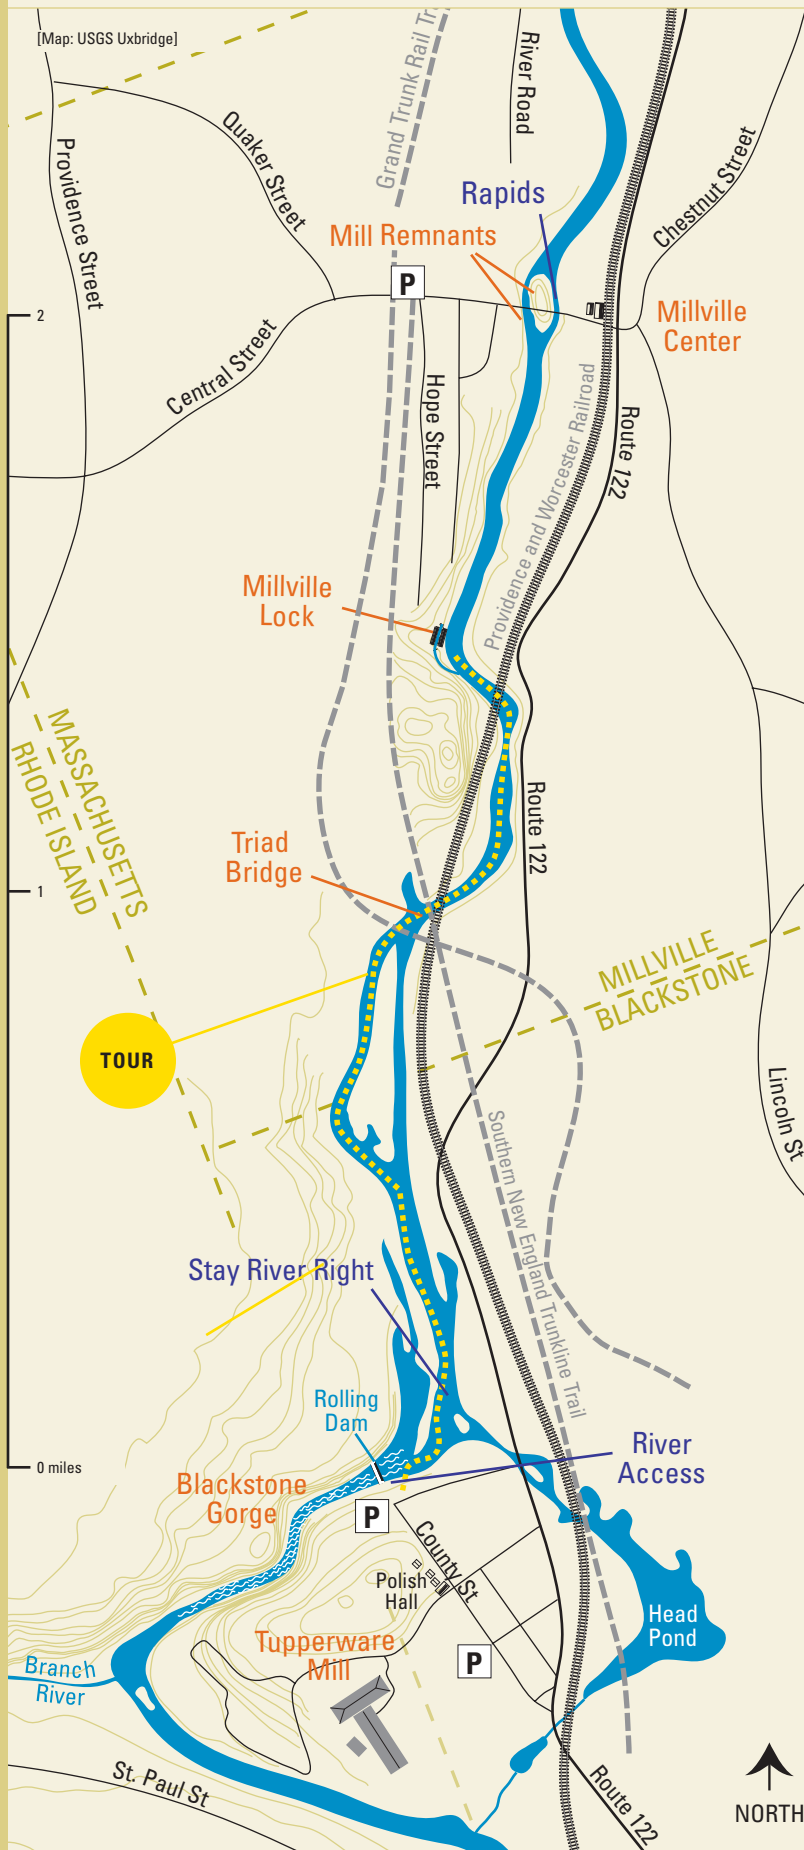 [Map: USGS Uxbridge]
Grand Trunk Rail
River Road
Quaker Street
Providence Street
Chestnut Street
Rapids
Mill Remnants
P
2
Millville
Center
Central Street
Hope Street
Route 122
Providence and Worcester Railroad
Millville
Lock
MASSACHUSETTS
RHODE ISLAND
Route 122
Triad
Bridge
1
MILLVILLE
BLACKSTONE
TOUR
Lincoln St
Southern New England Trunkline Trail
Stay River Right
Rolling
Dam
River
Access
0 miles
Blackstone
Gorge
P
County St
Polish
Hall
Head
Pond
Tupperware
Mill
P
Branch
River
St. Paul St
Route 122
NORTH